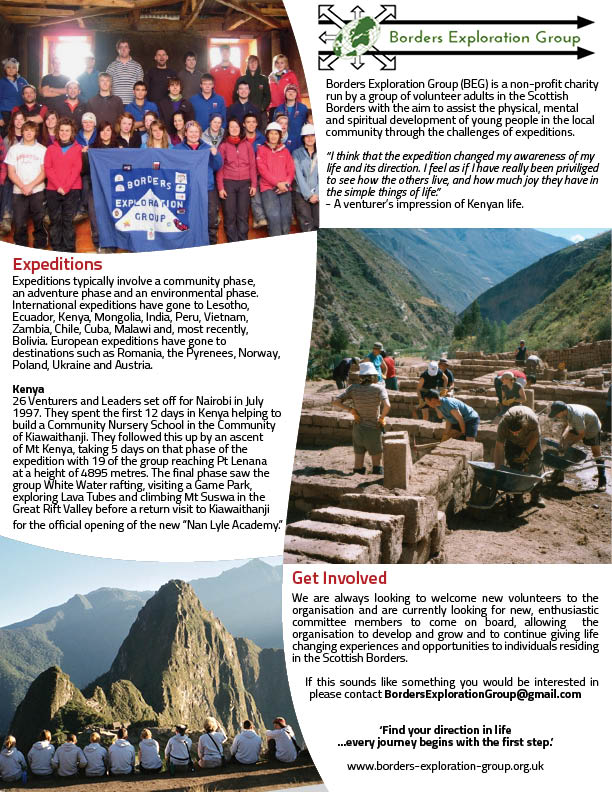 Borders Exploration Group
Borders Exploration Group (BEG) is a non-profit charity
run by a group of volunteer adults in the Scottish
Borders with the aim to assist the physical, mental
and spiritual development of young people in the local
community through the challenges of expeditions.
“I think that the expedition changed my awareness of my
life and its direction. I feel as if I have really been priviliged
to see how the others live, and how much joy they have in
the simple things of life.”
- A venturer’s impression of Kenyan life.
BORDERS
EXPLORATION
GROUP
Expeditions
Expeditions typically involve a community phase,
an adventure phase and an environmental phase.
International expeditions have gone to Lesotho,
Ecuador, Kenya, Mongolia, India, Peru, Vietnam,
Zambia, Chile, Cuba, Malawi and, most recently,
Bolivia. European expeditions have gone to
destinations such as Romania, the Pyrenees, Norway,
Poland, Ukraine and Austria.
Kenya
26 Venturers and Leaders set off for Nairobi in July
1997. They spent the first 12 days in Kenya helping to
build a Community Nursery School in the Community
of Kiawaithanji. They followed this up by an ascent
of Mt Kenya, taking 5 days on that phase of the
expedition with 19 of the group reaching Pt Lenana
at a height of 4895 metres. The final phase saw the
group White Water rafting, visiting a Game Park,
exploring Lava Tubes and climbing Mt Suswa in the
Great Rift Valley before a return visit to Kiawaithanji
for the official opening of the new “Nan Lyle Academy.”
Get Involved
We are always looking to welcome new volunteers to the
organisation and are currently looking for new, enthusiastic
committee members to come on board, allowing the
organisation to develop and grow and to continue giving life
changing experiences and opportunities to individuals residing
in the Scottish Borders.
If this sounds like something you would be interested in
please contact BordersExplorationGroup@gmail.com
‘Find your direction in life
...every journey begins with the first step.’
www.borders-exploration-group.org.uk